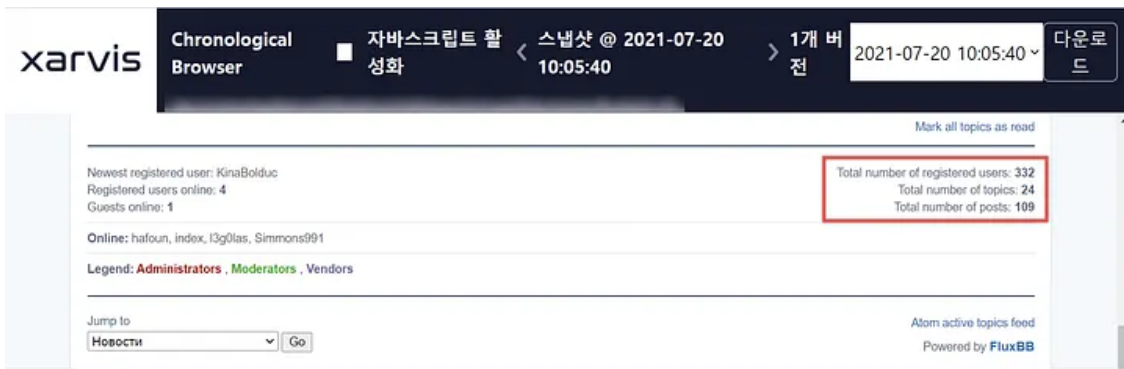 xarvis
Chronological Browser
자바스크립트 활성화
스냅샷 @ 2021-07-20 10:05:40
1개 버전
2021-07-20 10:05:40
다운로드
Mark all topics as read
Newest registered user: KinaBolduc
Registered users online: 4
Guests online: 1
Total number of registered users: 332
Total number of topics: 24
Total number of posts: 109
Online: hafoun, index, l3g0las, Simmons991
Legend: Administrators , Moderators , Vendors
Jump to
Новости
Go
Atom active topics feed
Powered by FluxBB